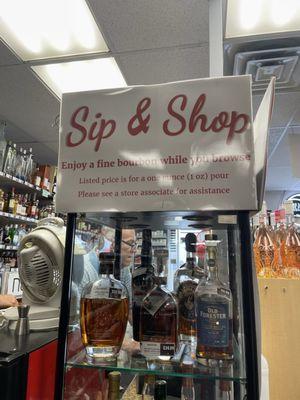 Sip & Shop
Enjoy a fine bourbon while you browse
Listed price is for a one ounce (1 oz) pour
Please see a store associate for assistance
OLD
FORESTER